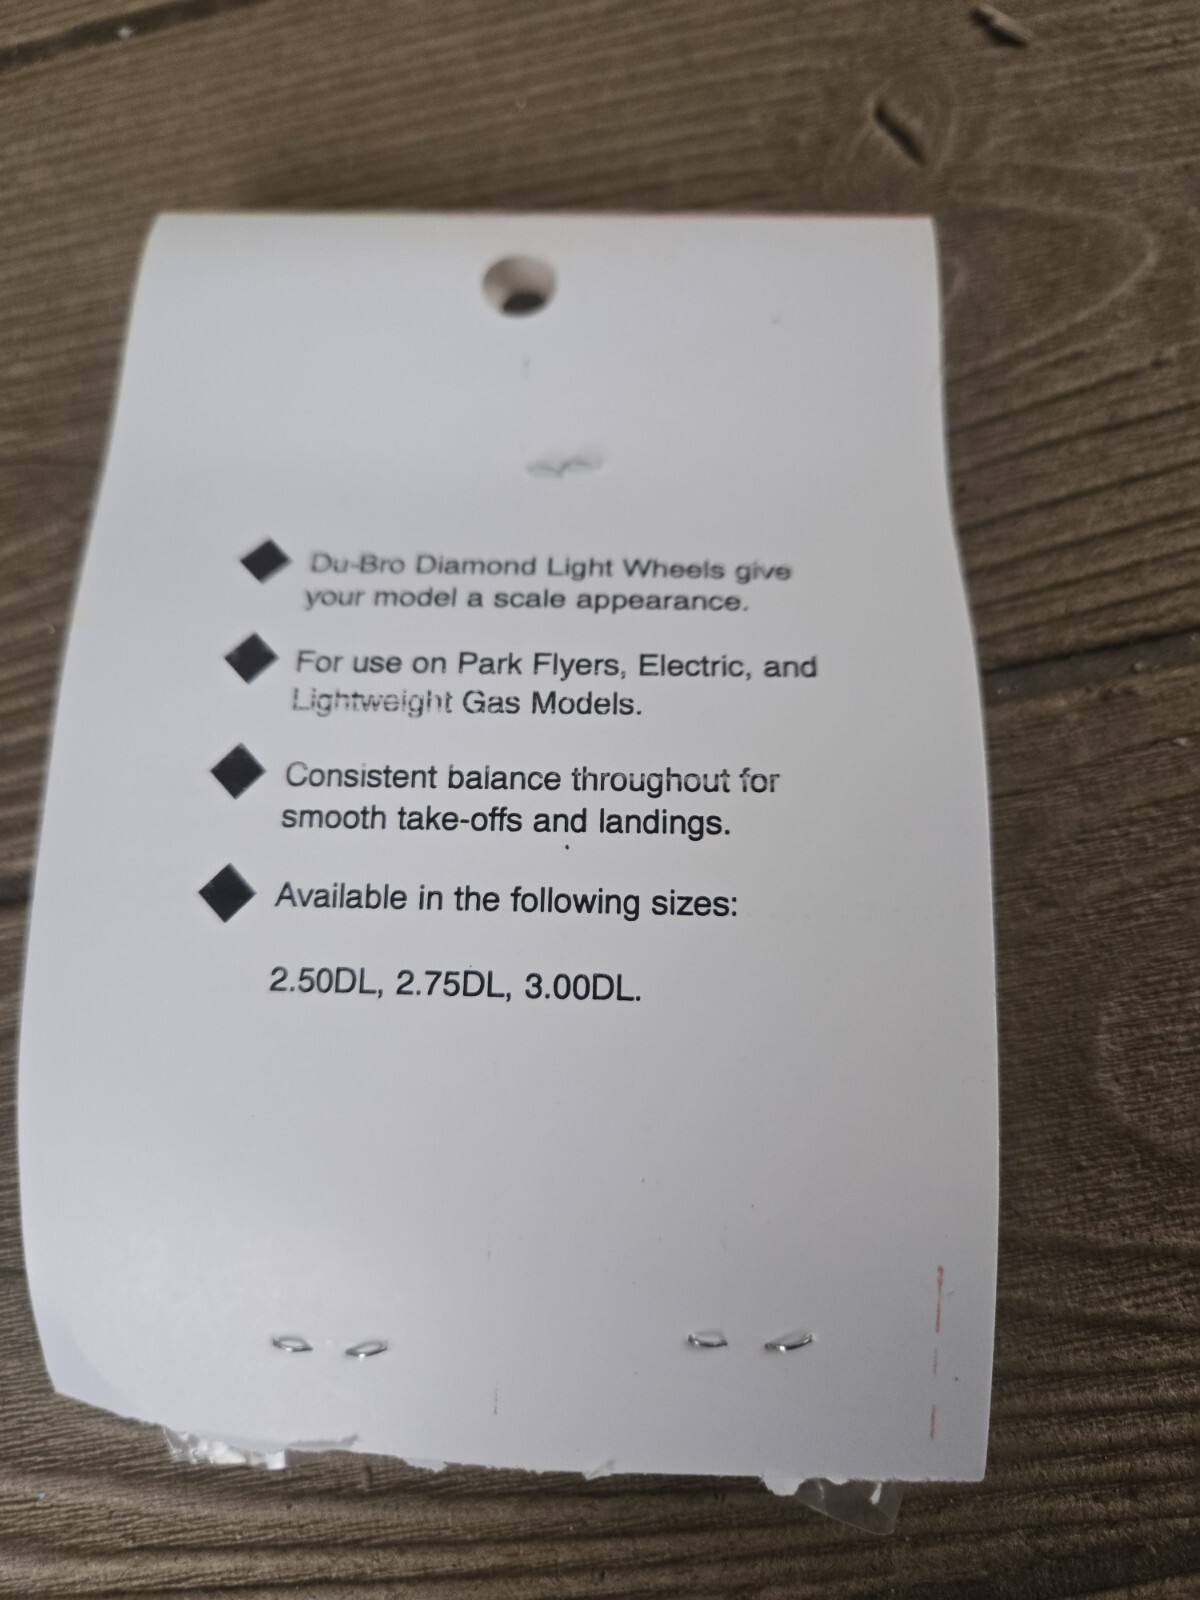 Du-Bro Diamond Light Wheels give
your model a scale appearance.
For use on Park Flyers, Electric, and
Lightweight Gas Models.
Consistent balance throughout for
smooth take-offs and landings.
Available in the following sizes:
2.50DL, 2.75DL, 3.00DL.